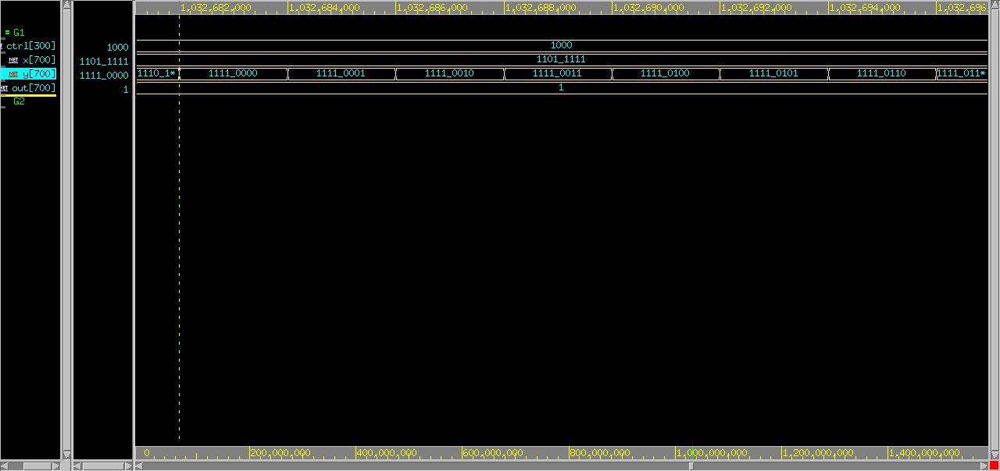 1,032,682,000 1,032,684,000 1,032,686,000 1,032,688,000 1,032,690,000 1,032,692,000 1,032,694,000 1,032,696
= G1
ctrl[300] 1000 1000
NET x[700] 1101_1111 1101_1111
NET y[700] 1111_0000 1110_1* 1111_0000 1111_0001 1111_0010 1111_0011 1111_0100 1111_0101 1111_0110 1111_011*
NET out[700] 1 1
G2
0 200,000,000 400,000,000 600,000,000 800,000,000 1,000,000,000 1,200,000,000 1,400,000,000